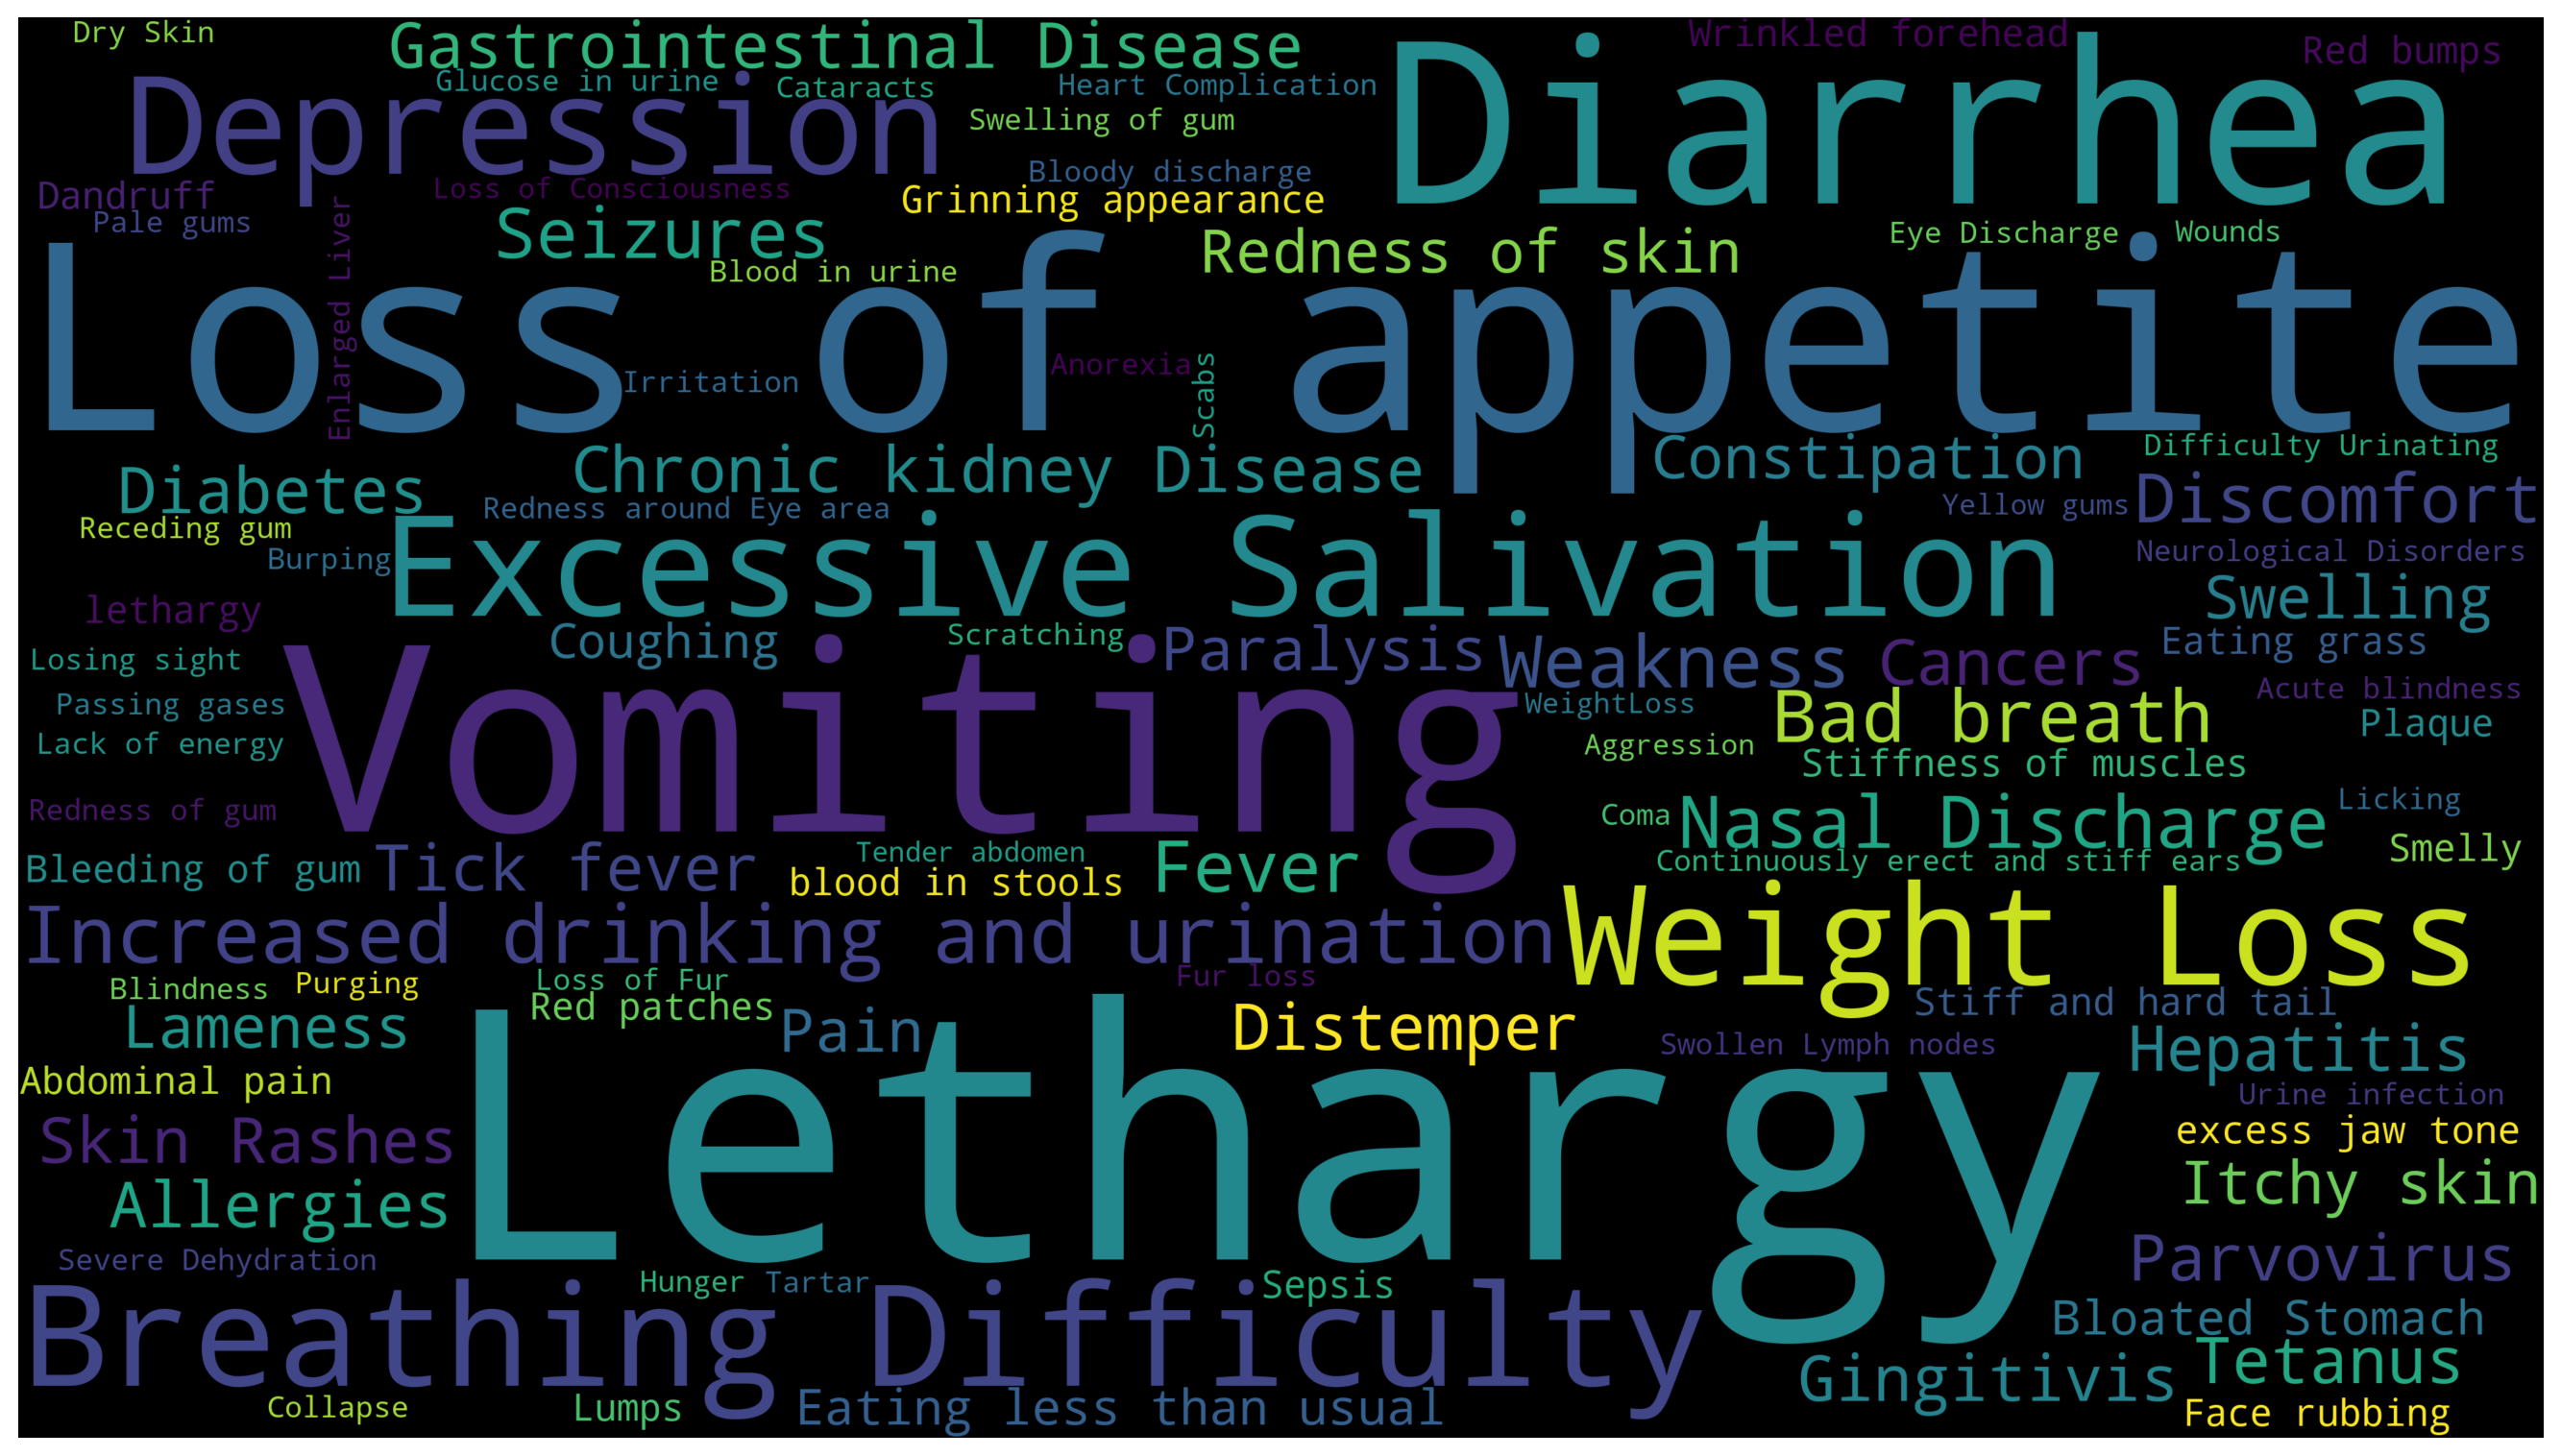 Dry Skin
Gastrointestinal Disease
Wrinkled forehead
Red bumps
Diarrhea
Depression
Glucose in urine
Cataracts
Heart Complication
Swelling of gum
Bloody discharge
Dandruff
Loss of Consciousness
Grinning appearance
Pale gums
Seizures
Redness of skin
Eye Discharge
Wounds
Enlarged Liver
Blood in urine
Loss of appetite
Irritation
Anorexia
Scabs
Chronic kidney Disease
Constipation
Difficulty Urinating
Diabetes
Redness around Eye area
Yellow gums
Discomfort
Receding gum
Burping
Excessive Salivation
Neurological Disorders
Swelling
lethargy
Coughing
Scratching
Paralysis
Weakness
Cancers
Eating grass
Losing sight
Vomiting
Acute blindness
Passing gases
WeightLoss
Bad breath
Plaque
Lack of energy
Aggression
Stiffness of muscles
Redness of gum
Coma
Nasal Discharge
Licking
Smelly
Bleeding of gum
Tick fever
Tender abdomen
Fever
Continuously erect and stiff ears
blood in stools
Increased drinking and urination
Weight Loss
Blindness
Purging
Loss of Fur
Fur loss
Red patches
Stiff and hard tail
Lameness
Pain
Distemper
Swollen Lymph nodes
Hepatitis
Abdominal pain
Urine infection
Lethargy
Skin Rashes
excess jaw tone
Itchy skin
Allergies
Severe Dehydration
Parvovirus
Hunger
Tartar
Sepsis
Breathing Difficulty
Bloated Stomach
Gingitivis
Tetanus
Collapse
Lumps
Eating less than usual
Face rubbing